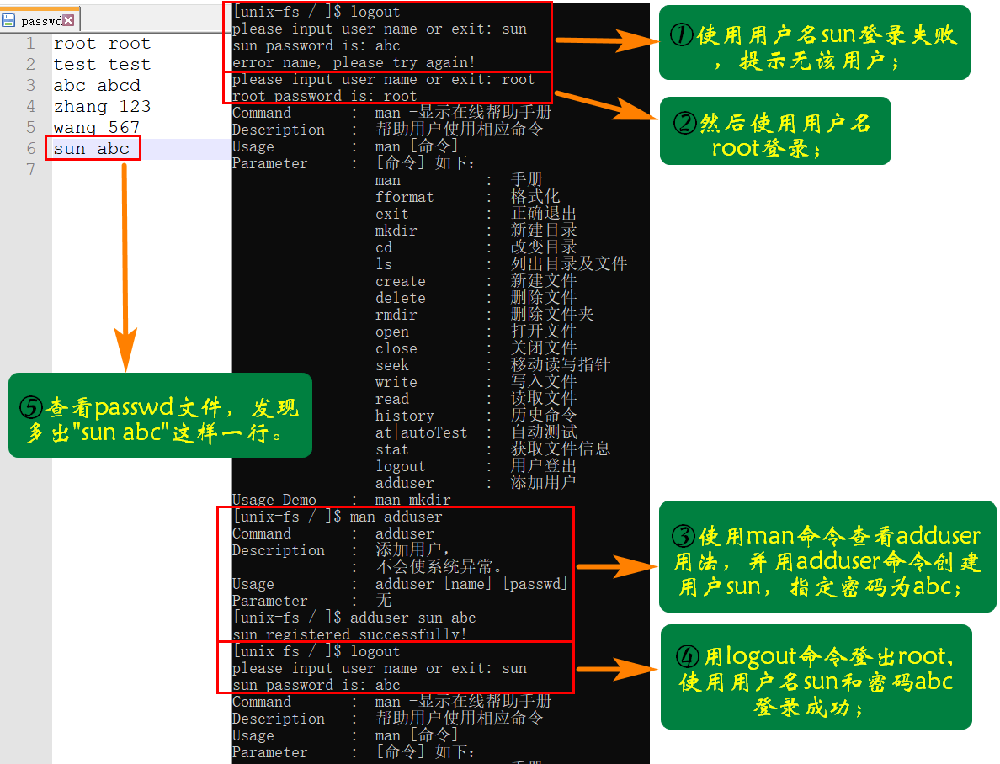 passwd
1 root root
2 test test
3 abc abcd
4 zhang 123
5 wang 567
6 sun abc
7
[unix-fs / ]$ logout
please input user name or exit: sun
sun password is: abc
error name, please try again!
please input user name or exit: root
root password is: root
Command : man -显示在线帮助手册
Description : 帮助用户使用相应命令
Usage : man [命令]
Parameter : [命令] 如下:
man : 手册
fformat : 格式化
exit : 正确退出
mkdir : 新建目录
cd : 改变目录
ls : 列出目录及文件
create : 新建文件
delete : 删除文件
rmdir : 删除文件夹
open : 打开文件
close : 关闭文件
seek : 移动读写指针
write : 写入文件
read : 读取文件
history : 历史命令
at|autoTest : 自动测试
stat : 获取文件信息
logout : 用户登出
adduser : 添加用户
Usage Demo : man mkdir
[unix-fs / ]$ man adduser
Command : adduser
Description : 添加用户,
: 不会使系统异常。
Usage : adduser [name] [passwd]
Parameter : 无
[unix-fs / ]$ adduser sun abc
sun registered successfully!
[unix-fs / ]$ logout
please input user name or exit: sun
sun password is: abc
Command : man -显示在线帮助手册
Description : 帮助用户使用相应命令
Usage : man [命令]
Parameter : [命令] 如下:
①使用用户名sun登录失败
，提示无该用户；
②然后使用用户名
root登录；
③使用man命令查看adduser
用法，并用adduser命令创建
用户sun，指定密码为abc；
④用logout命令登出root，
使用用户名sun和密码abc
登录成功；
⑤查看passwd文件，发现
多出"sun abc"这样一行。